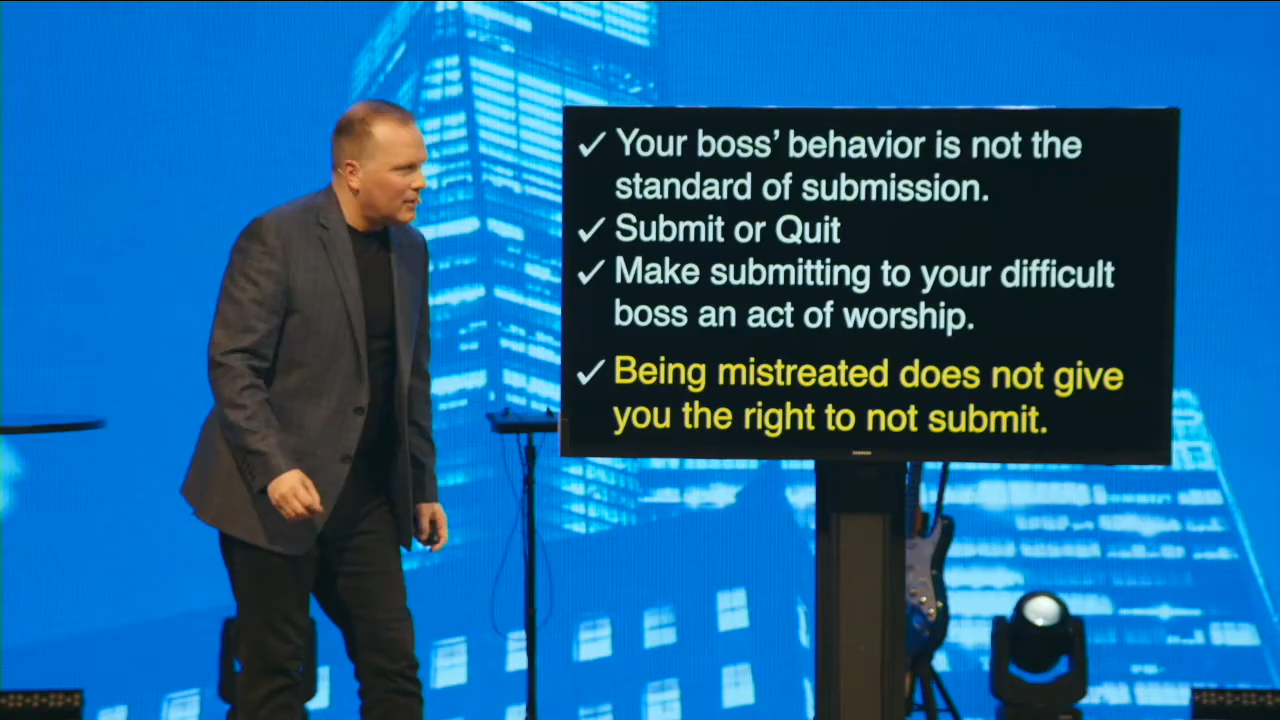 ✓ Your boss’ behavior is not the
standard of submission.
✓ Submit or Quit
✓ Make submitting to your difficult
boss an act of worship.
✓ Being mistreated does not give
you the right to not submit.